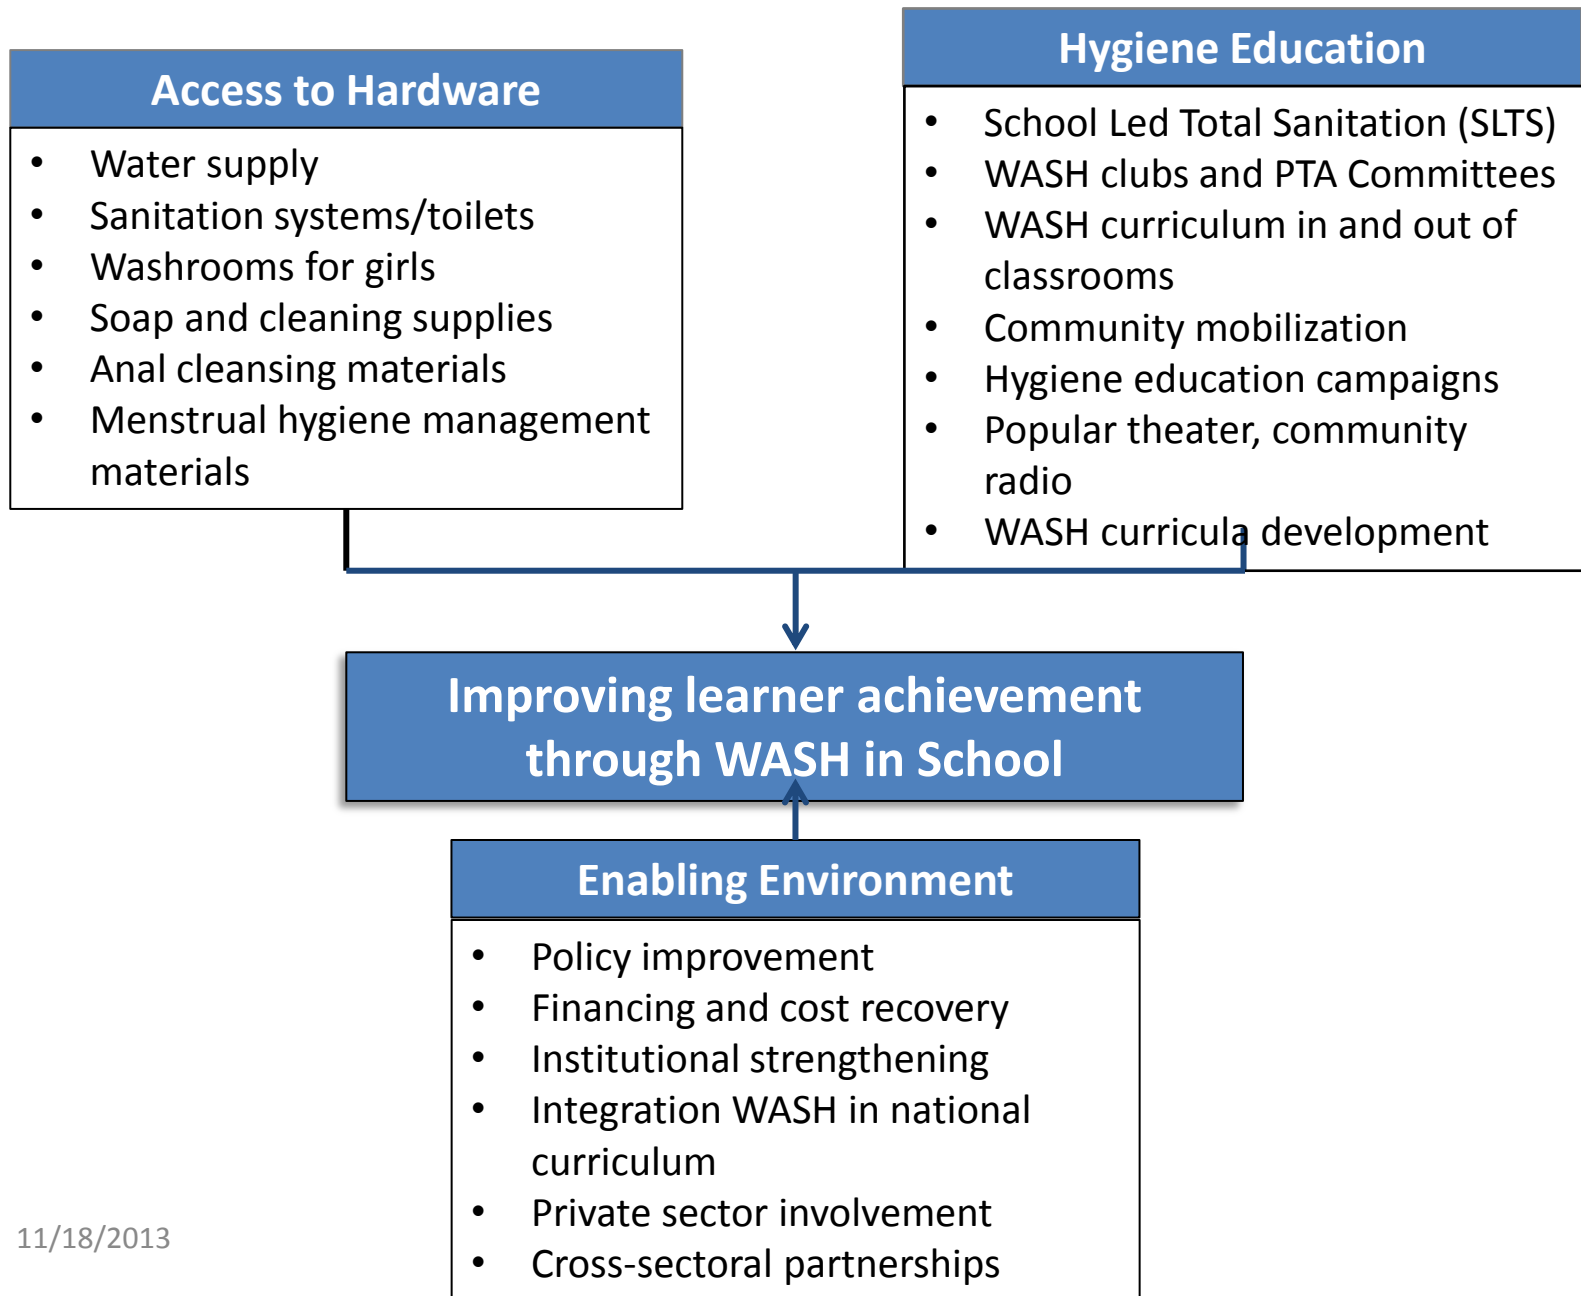 Access to Hardware
• Water supply
• Sanitation systems/toilets
• Washrooms for girls
• Soap and cleaning supplies
• Anal cleansing materials
• Menstrual hygiene management
materials
Hygiene Education
• School Led Total Sanitation (SLTS)
• WASH clubs and PTA Committees
• WASH curriculum in and out of
classrooms
• Community mobilization
• Hygiene education campaigns
• Popular theater, community
radio
• WASH curricula development
Improving learner achievement
through WASH in School
Enabling Environment
• Policy improvement
• Financing and cost recovery
• Institutional strengthening
• Integration WASH in national
curriculum
• Private sector involvement
• Cross-sectoral partnerships
11/18/2013